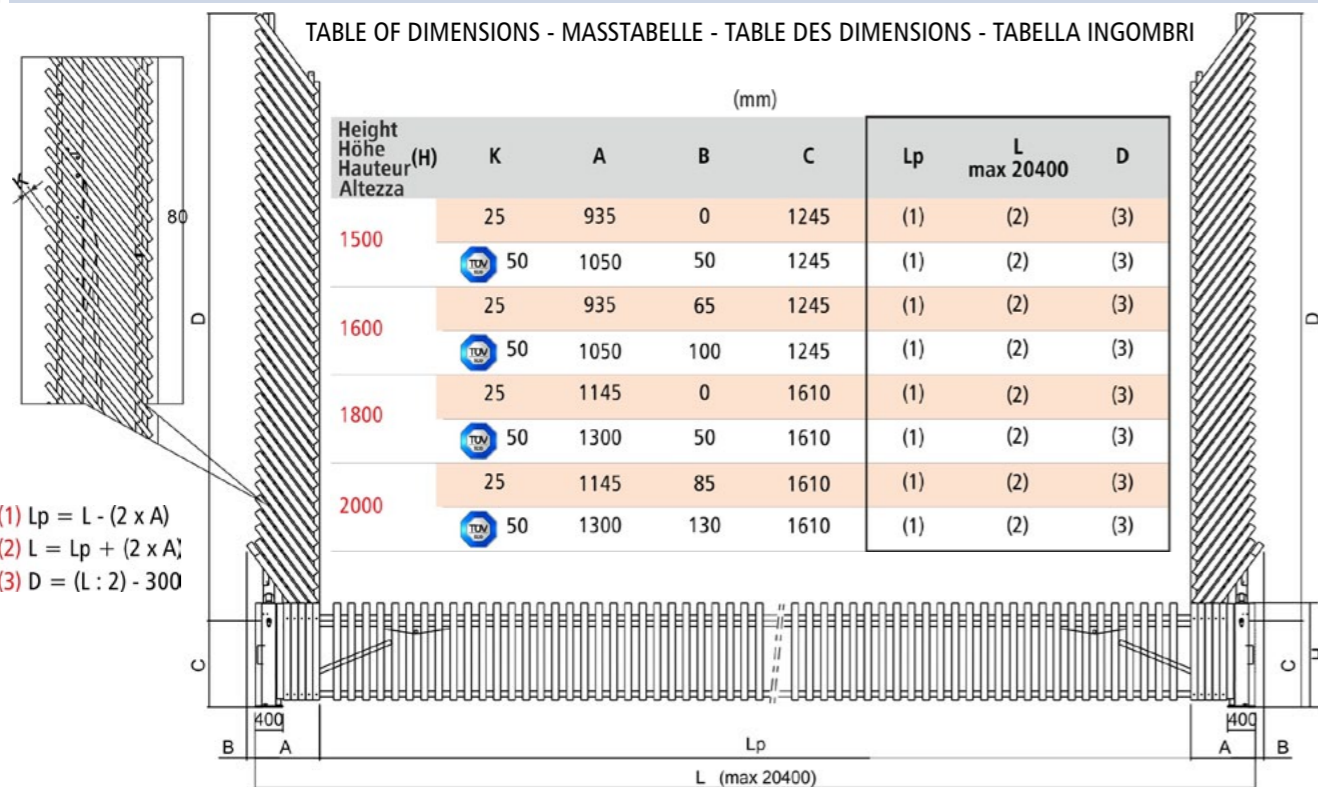 TABLE OF DIMENSIONS - MASSTABELLE - TABLE DES DIMENSIONS - TABELLA INGOMBRI
(mm)
Height
Höhe
Hauteur (H)
Altezza
K A B C Lp L max 20400 D
1500
25 935 0 1245 (1) (2) (3)
TÜV 50 1050 50 1245 (1) (2) (3)
1600
25 935 65 1245 (1) (2) (3)
TÜV 50 1050 100 1245 (1) (2) (3)
1800
25 1145 0 1610 (1) (2) (3)
TÜV 50 1300 50 1610 (1) (2) (3)
2000
25 1145 85 1610 (1) (2) (3)
TÜV 50 1300 130 1610 (1) (2) (3)
K
80
D
D
(1) Lp = L - (2 x A)
(2) L = Lp + (2 x A)
(3) D = (L : 2) - 300
C
C
H
400
400
B A Lp A B
L (max 20400)